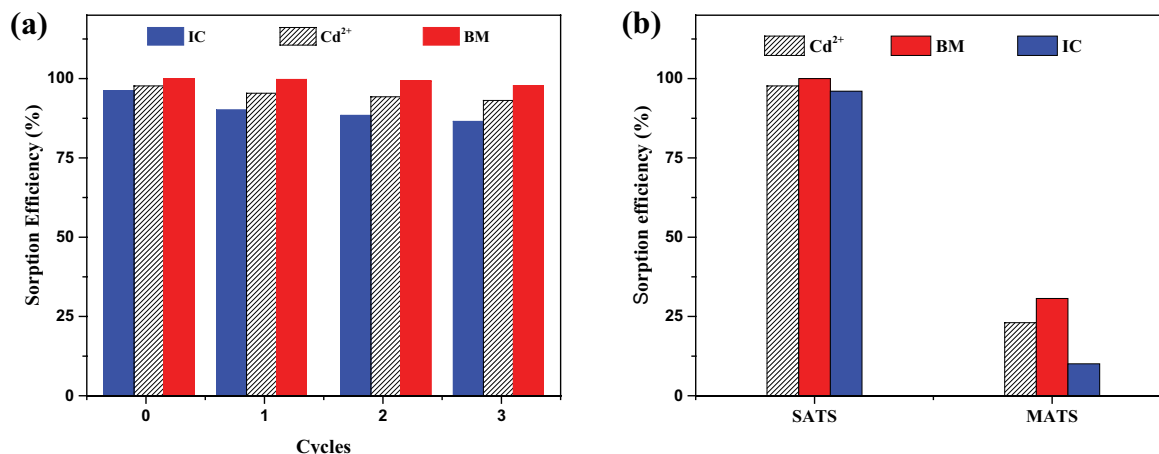 (a)
IC Cd²⁺ BM
Sorption Efficiency (%)
100
75
50
25
0
0 1 2 3
Cycles
(b)
Cd²⁺ BM IC
Sorption efficiency (%)
100
75
50
25
0
SATS MATS